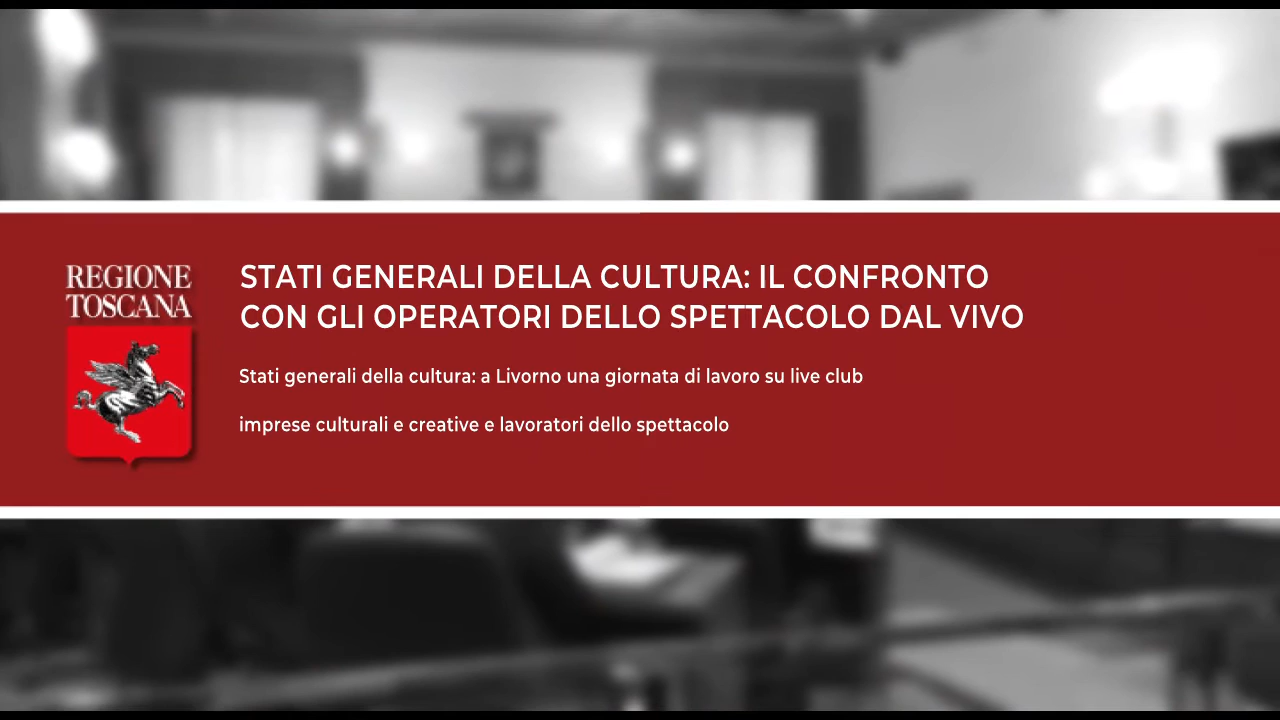 REGIONE
TOSCANA
STATI GENERALI DELLA CULTURA: IL CONFRONTO
CON GLI OPERATORI DELLO SPETTACOLO DAL VIVO
Stati generali della cultura: a Livorno una giornata di lavoro su live club
imprese culturali e creative e lavoratori dello spettacolo